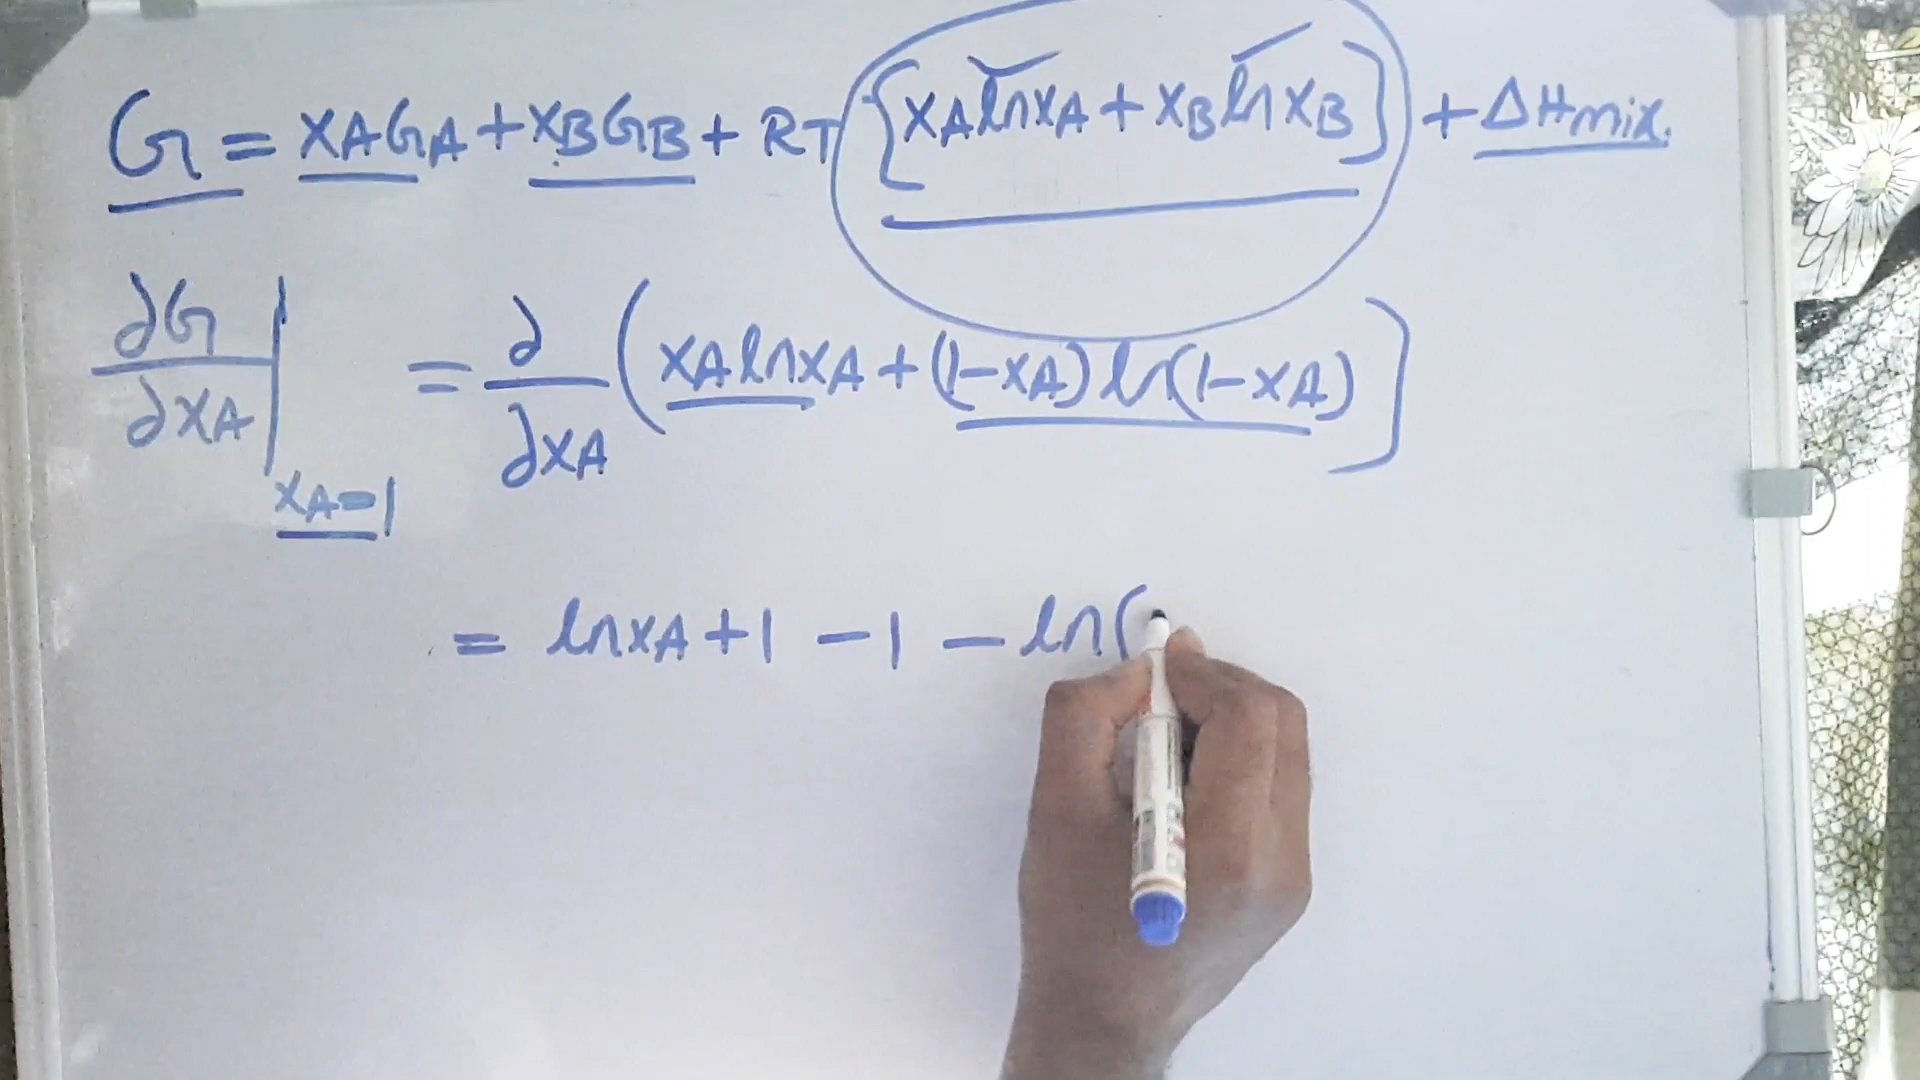 G = XAGA + XBGB + RT {XA ln XA + XB ln XB} + ΔHmix.
∂G/∂XA |XA=1 = ∂/∂XA (XA ln XA + (1-XA) ln(1-XA)]
= ln XA + 1 - 1 - ln(